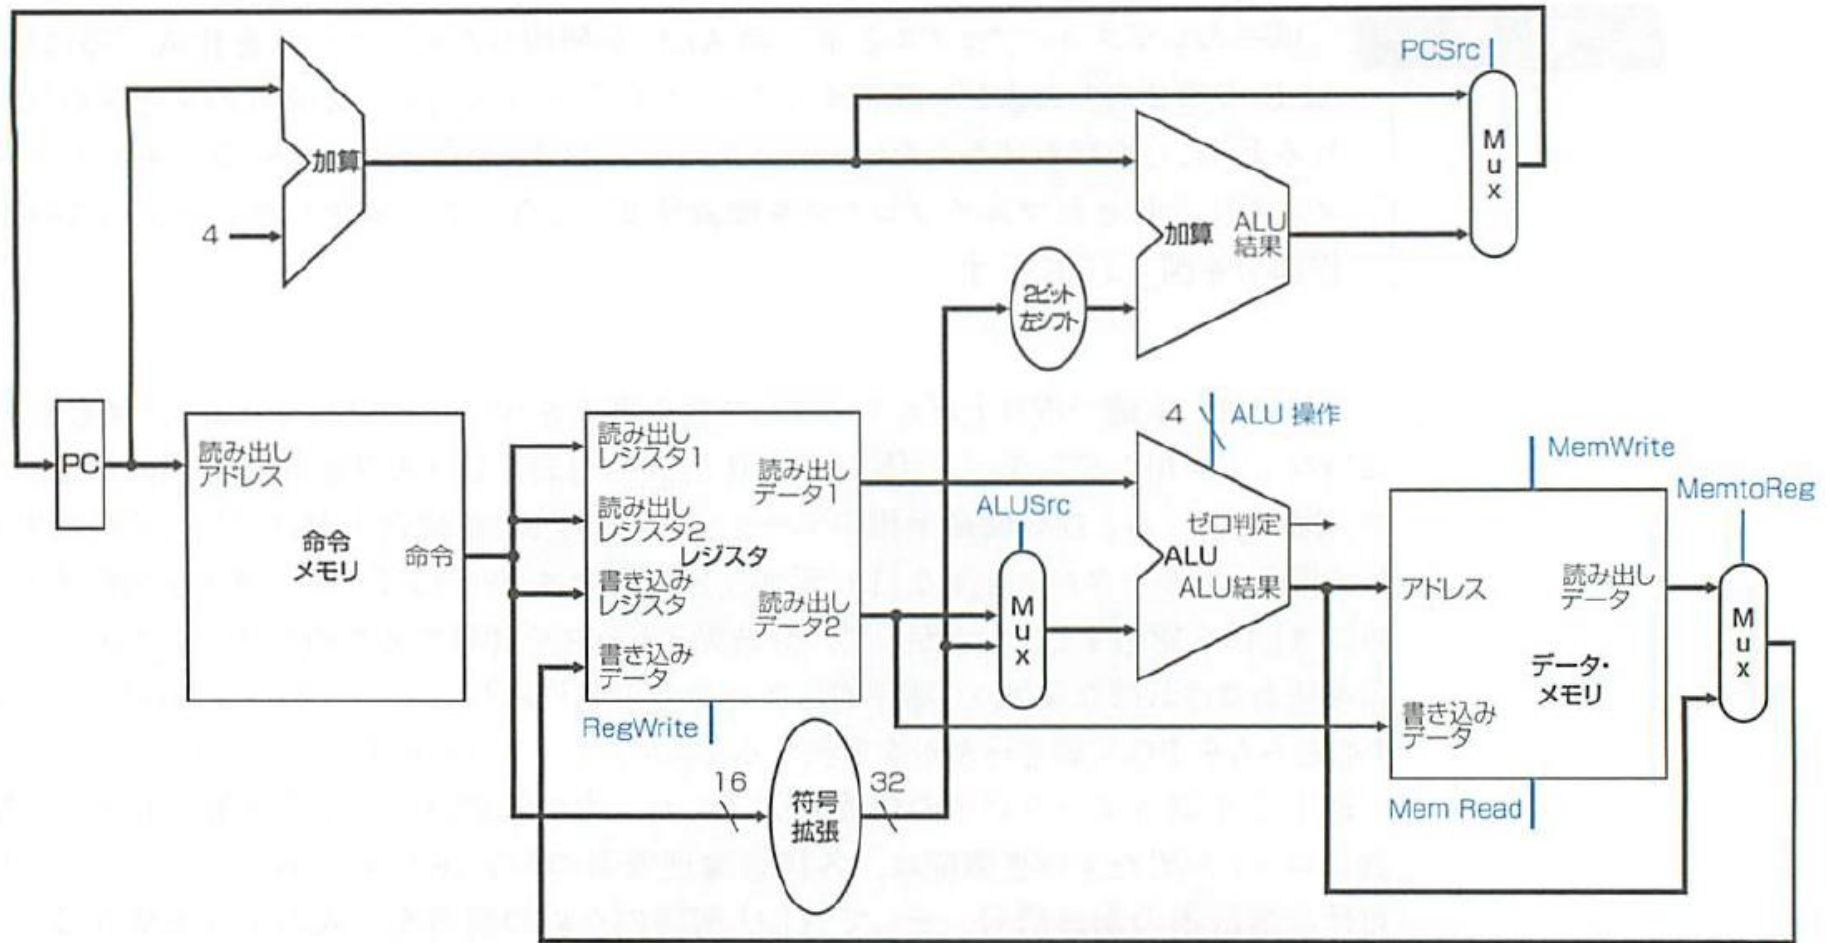 PCSrc
Mux
加算
4
加算
ALU
結果
2ビット
左シフト
PC
読み出し
アドレス
命令
メモリ
命令
読み出し
レジスタ1
読み出し
レジスタ2
書き込み
レジスタ
書き込み
データ
レジスタ
読み出し
データ1
読み出し
データ2
RegWrite
16
符号
拡張
32
ALUSrc
Mux
4
ALU 操作
ゼロ判定
ALU
ALU結果
MemWrite
アドレス
読み出し
データ
データ・
メモリ
書き込み
データ
Mem Read
MemtoReg
Mux